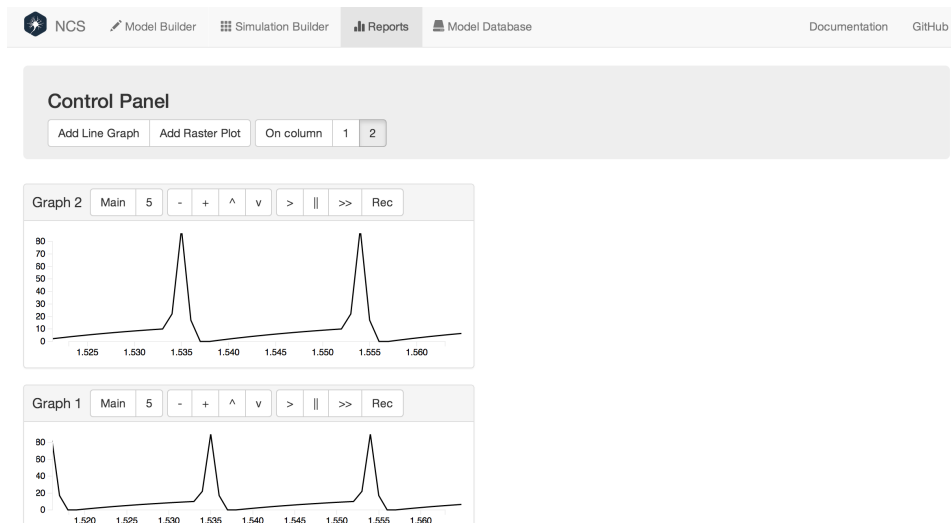 NCS Model Builder Simulation Builder Reports Model Database Documentation GitHub
Control Panel
Add Line Graph Add Raster Plot On column 1 2
Graph 2 Main 5 - + ^ v > || >> Rec
80
70
60
50
40
30
20
10
0
1.525 1.530 1.535 1.540 1.545 1.550 1.555 1.560
Graph 1 Main 5 - + ^ v > || >> Rec
80
60
40
20
0
1.520 1.525 1.530 1.535 1.540 1.545 1.550 1.555 1.560